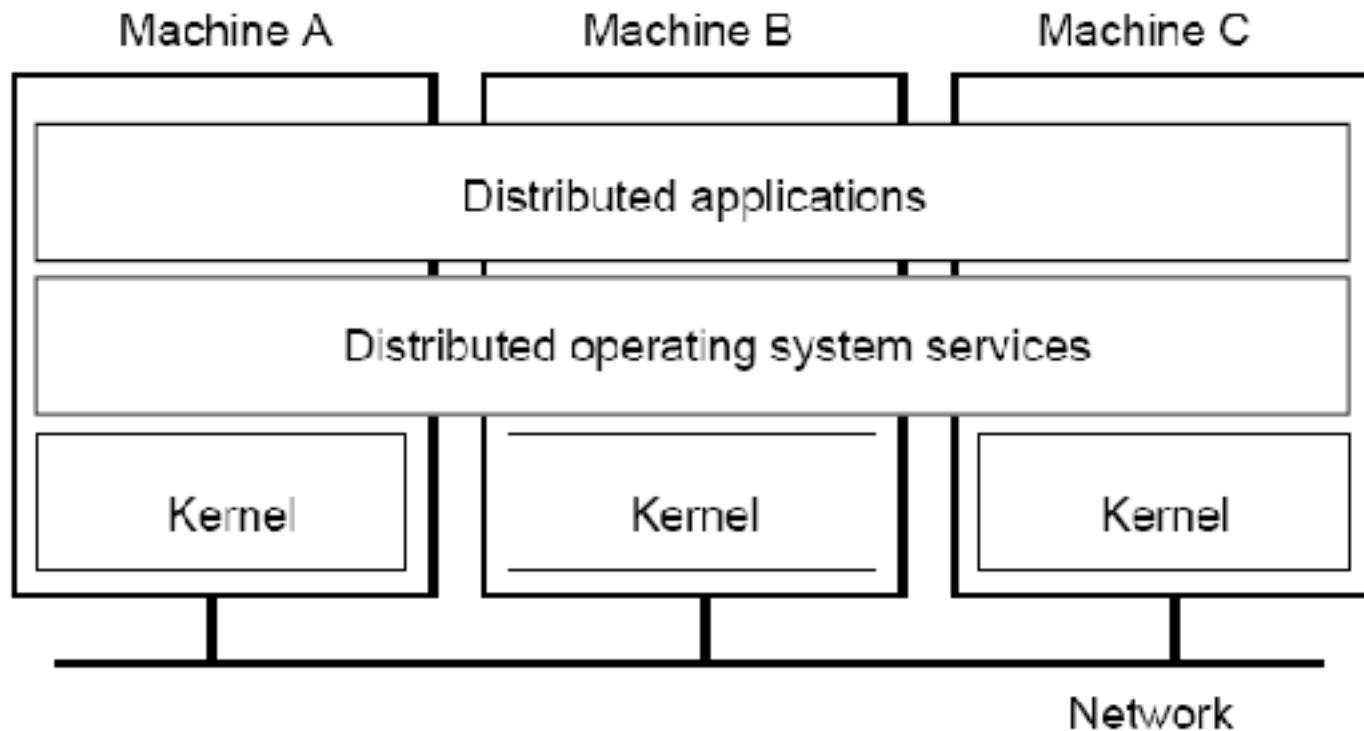 Machine A
Machine B
Machine C
Distributed applications
Distributed operating system services
Kernel
Kernel
Kernel
Network